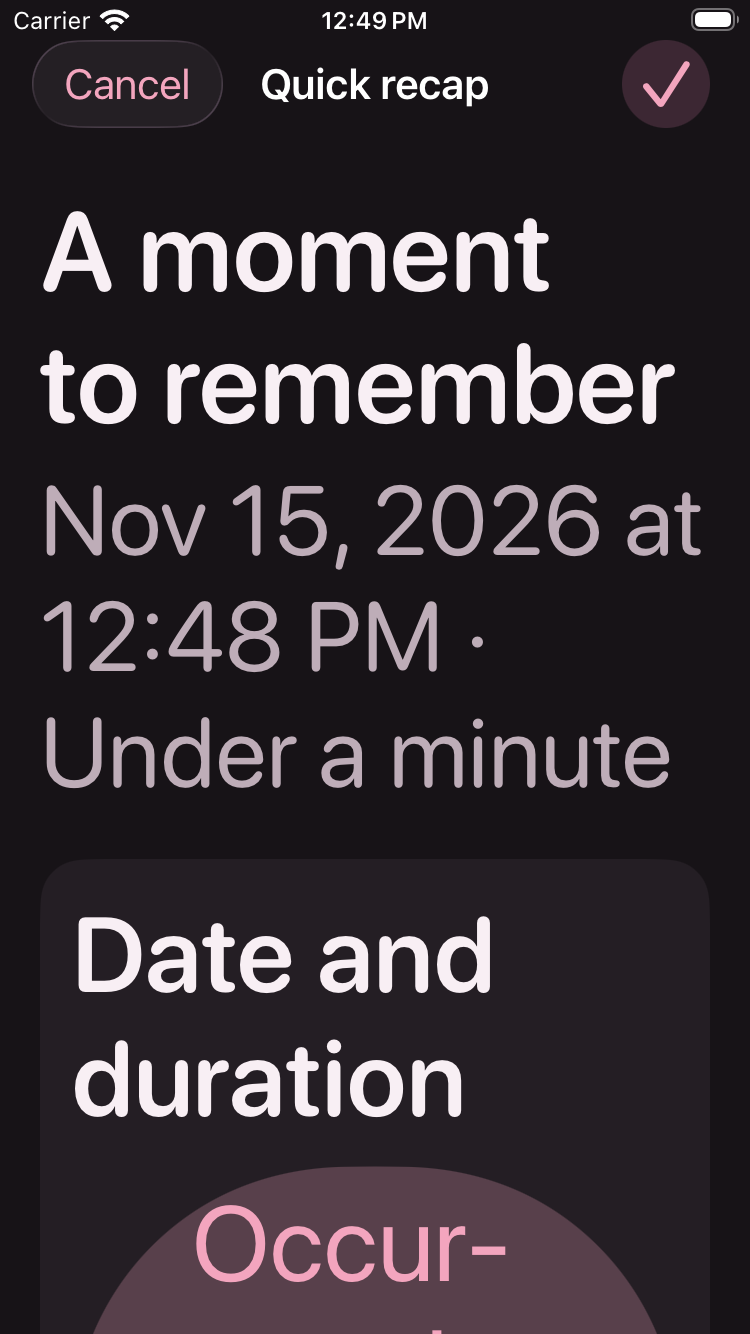 Carrier 12:49 PM
Cancel Quick recap
A moment
to remember
Nov 15, 2026 at
12:48 PM ·
Under a minute
Date and
duration
Occur-